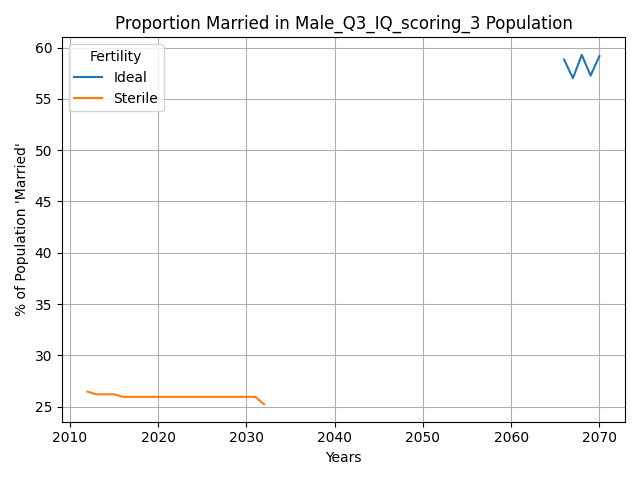 Proportion Married in Male_Q3_IQ_scoring_3 Population
Fertility
Ideal
Sterile
% of Population 'Married'
60
55
50
45
40
35
30
25
2010 2020 2030 2040 2050 2060 2070
Years